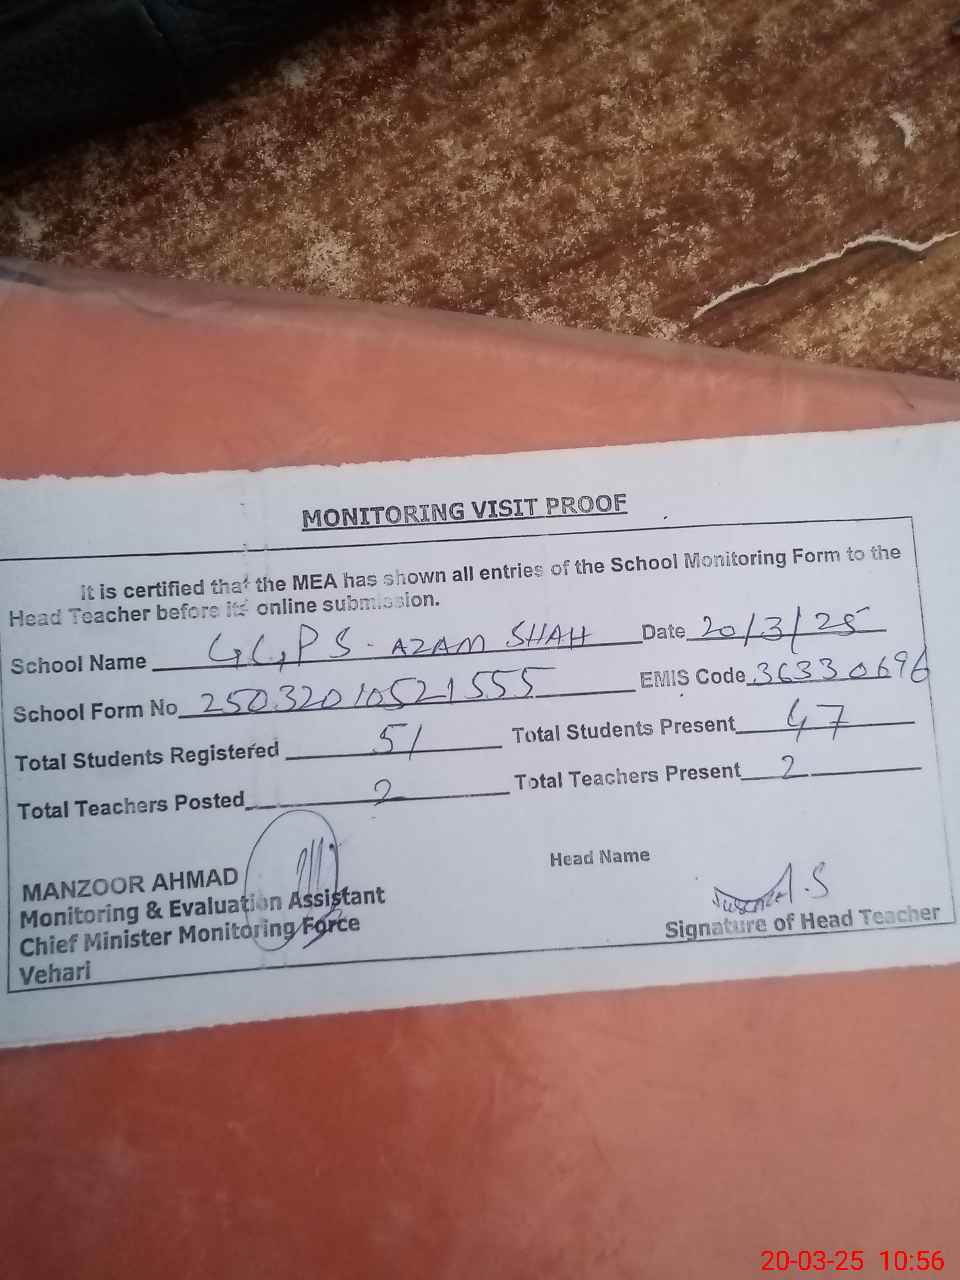 MONITORING VISIT PROOF
It is certified that the MEA has shown all entries of the School Monitoring Form to the
Head Teacher before its online submission.
School Name GGPS - AZAM SHAH Date 20/3/25
School Form No 25032010521555 EMIS Code 36330696
Total Students Registered 51 Total Students Present 47
Total Teachers Posted 2 Total Teachers Present 2
MANZOOR AHMAD
Monitoring & Evaluation Assistant
Chief Minister Monitoring Force
Vehari
Head Name
Signature of Head Teacher
20-03-25 10:56